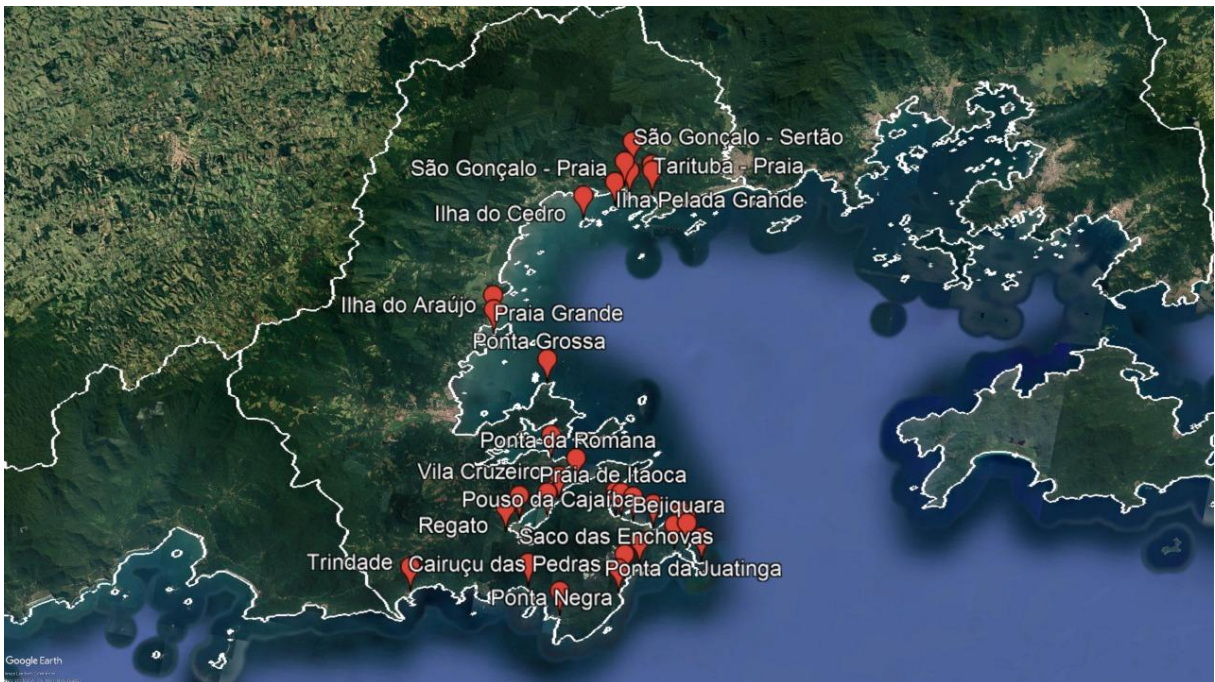 São Gonçalo - Sertão
São Gonçalo - Praia
Tarituba - Praia
Ilha Pelada Grande
Ilha do Cedro
Ilha do Araújo
Praia Grande
Ponta Grossa
Ponta da Romana
Vila Cruzeiro
Praia de Itaoca
Pouso da Cajaíba
Bejiquara
Regato
Saco das Enchovas
Trindade
Cairuçu das Pedras
Ponta da Juatinga
Ponta Negra
Google Earth